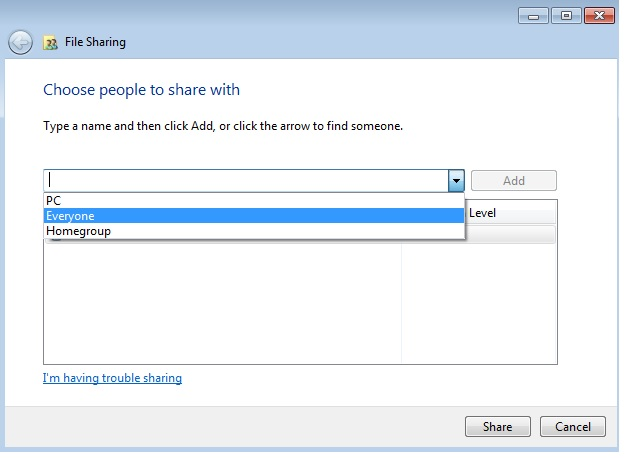 File Sharing
Choose people to share with
Type a name and then click Add, or click the arrow to find someone.
Add
PC
Everyone
Homegroup
Level
I'm having trouble sharing
Share
Cancel